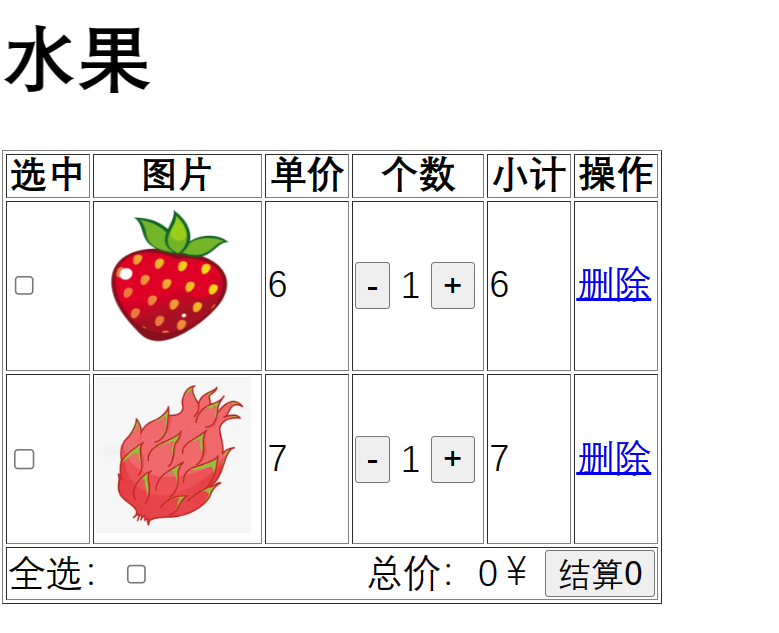 水果
选中 图片 单价 个数 小计 操作
6 - 1 + 6 删除
7 - 1 + 7 删除
全选： 总价：0￥ 结算0